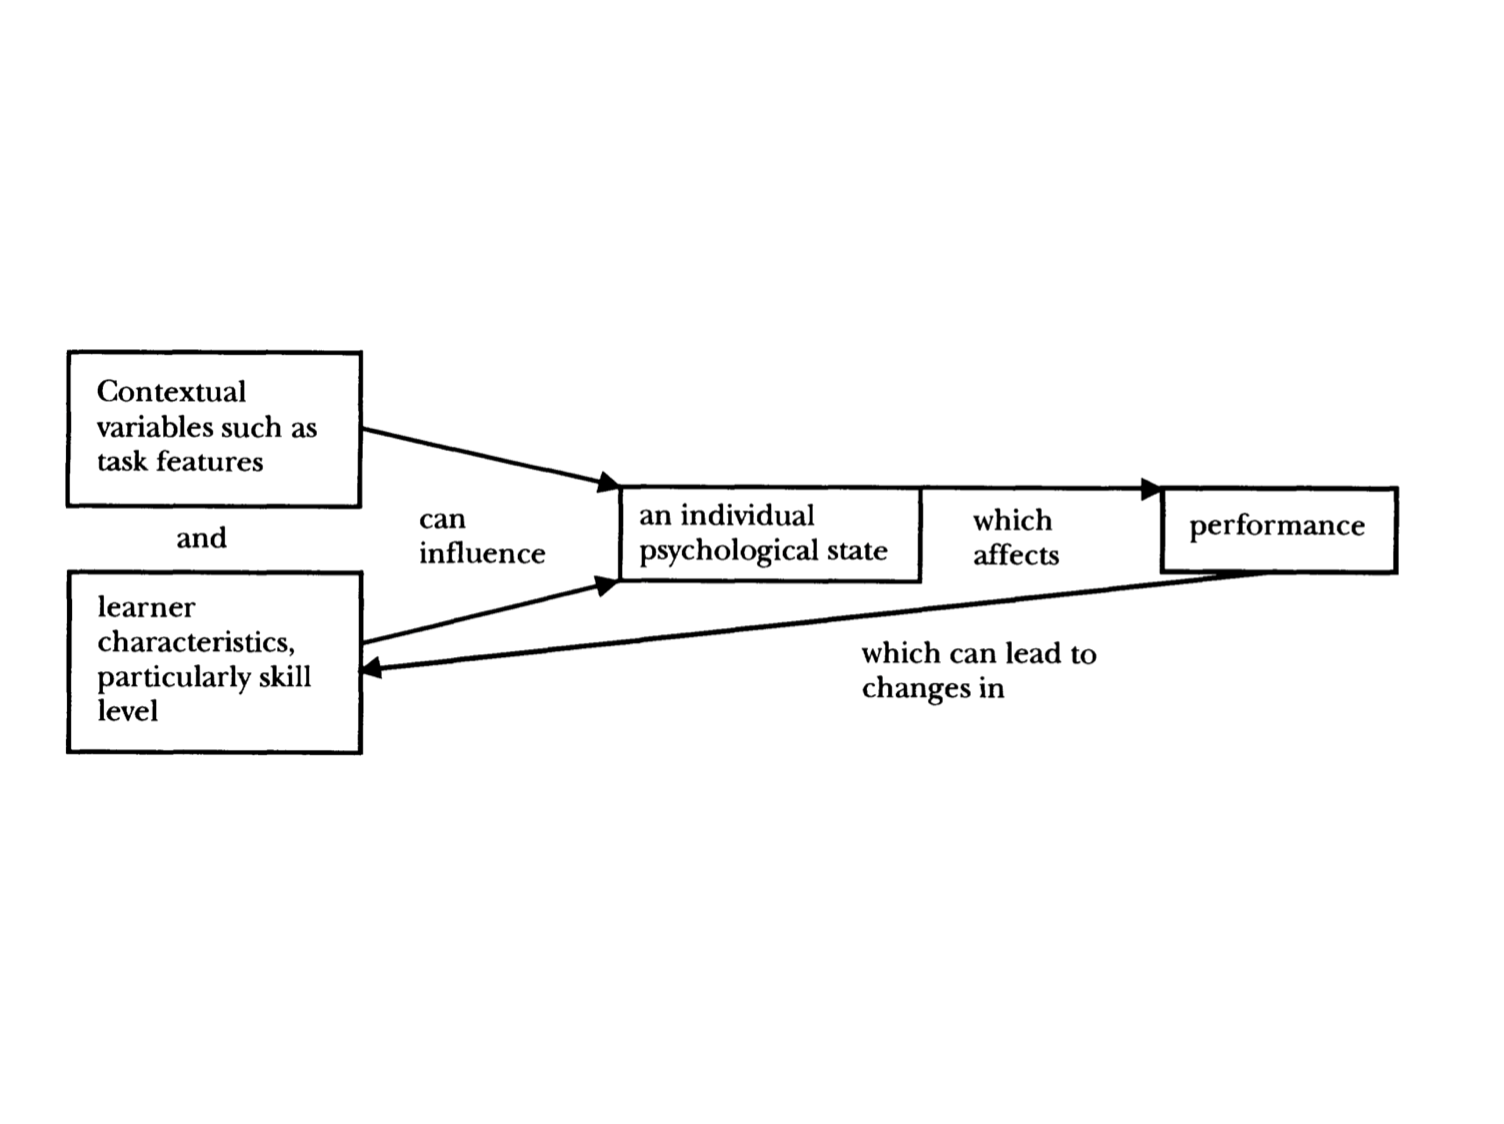 Contextual
variables such as
task features
and
learner
characteristics,
particularly skill
level
can
influence
an individual
psychological state
which
affects
performance
which can lead to
changes in